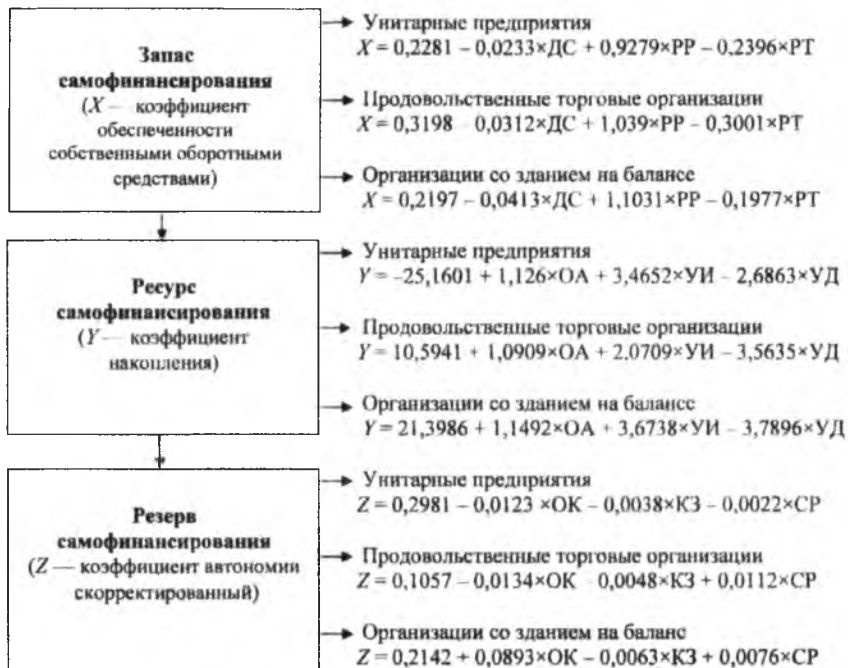 Запас
самофинансирования
(X — коэффициент
обеспеченности
собственными оборотными
средствами)
Унитарные предприятия
X = 0,2281 – 0,0233×ДС + 0,9279×РР – 0,2396×РТ
Продовольственные торговые организации
X = 0,3198 – 0,0312×ДС + 1,039×РР – 0,3001×РТ
Организации со зданием на балансе
X = 0,2197 – 0,0413×ДС + 1,1031×РР – 0,1977×РТ
Ресурс
самофинансирования
(Y — коэффициент
накопления)
Унитарные предприятия
Y = –25,1601 + 1,126×ОА + 3,4652×УИ – 2,6863×УД
Продовольственные торговые организации
Y = 10,5941 + 1,0909×ОА + 2.0709×УИ – 3,5635×УД
Организации со зданием на балансе
Y = 21,3986 + 1,1492×ОА + 3,6738×УИ – 3,7896×УД
Резерв
самофинансирования
(Z — коэффициент автономии
скорректированный)
Унитарные предприятия
Z = 0,2981 – 0,0123 ×ОК – 0,0038×КЗ – 0,0022×СР
Продовольственные торговые организации
Z = 0,1057 – 0,0134×ОК – 0,0048×КЗ + 0,0112×СР
Организации со зданием на баланс
Z = 0,2142 + 0,0893×ОК – 0,0063×КЗ + 0,0076×СР